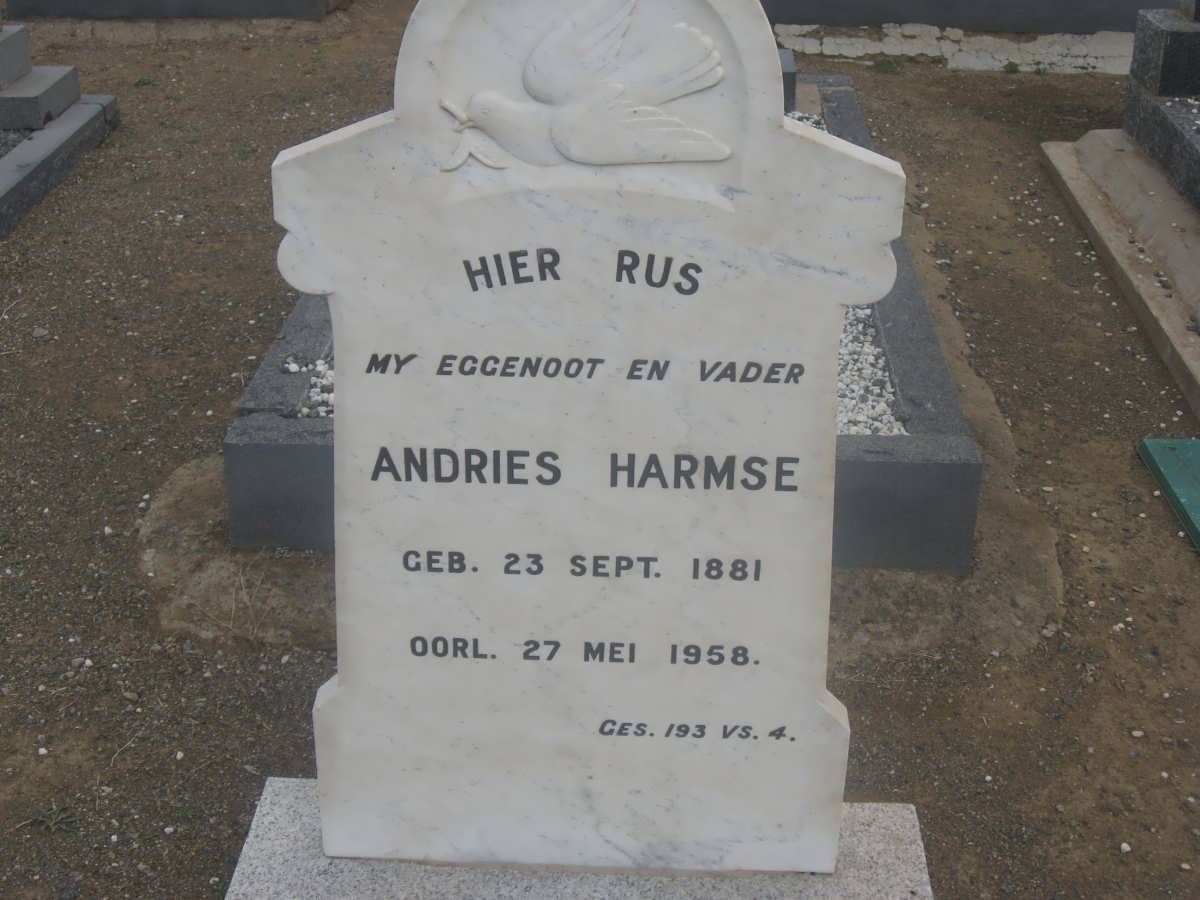 HIER RUS
MY EGGENOOT EN VADER
ANDRIES HARMSE
GEB. 23 SEPT. 1881
OORL. 27 MEI 1958.
GES. 193 VS. 4.